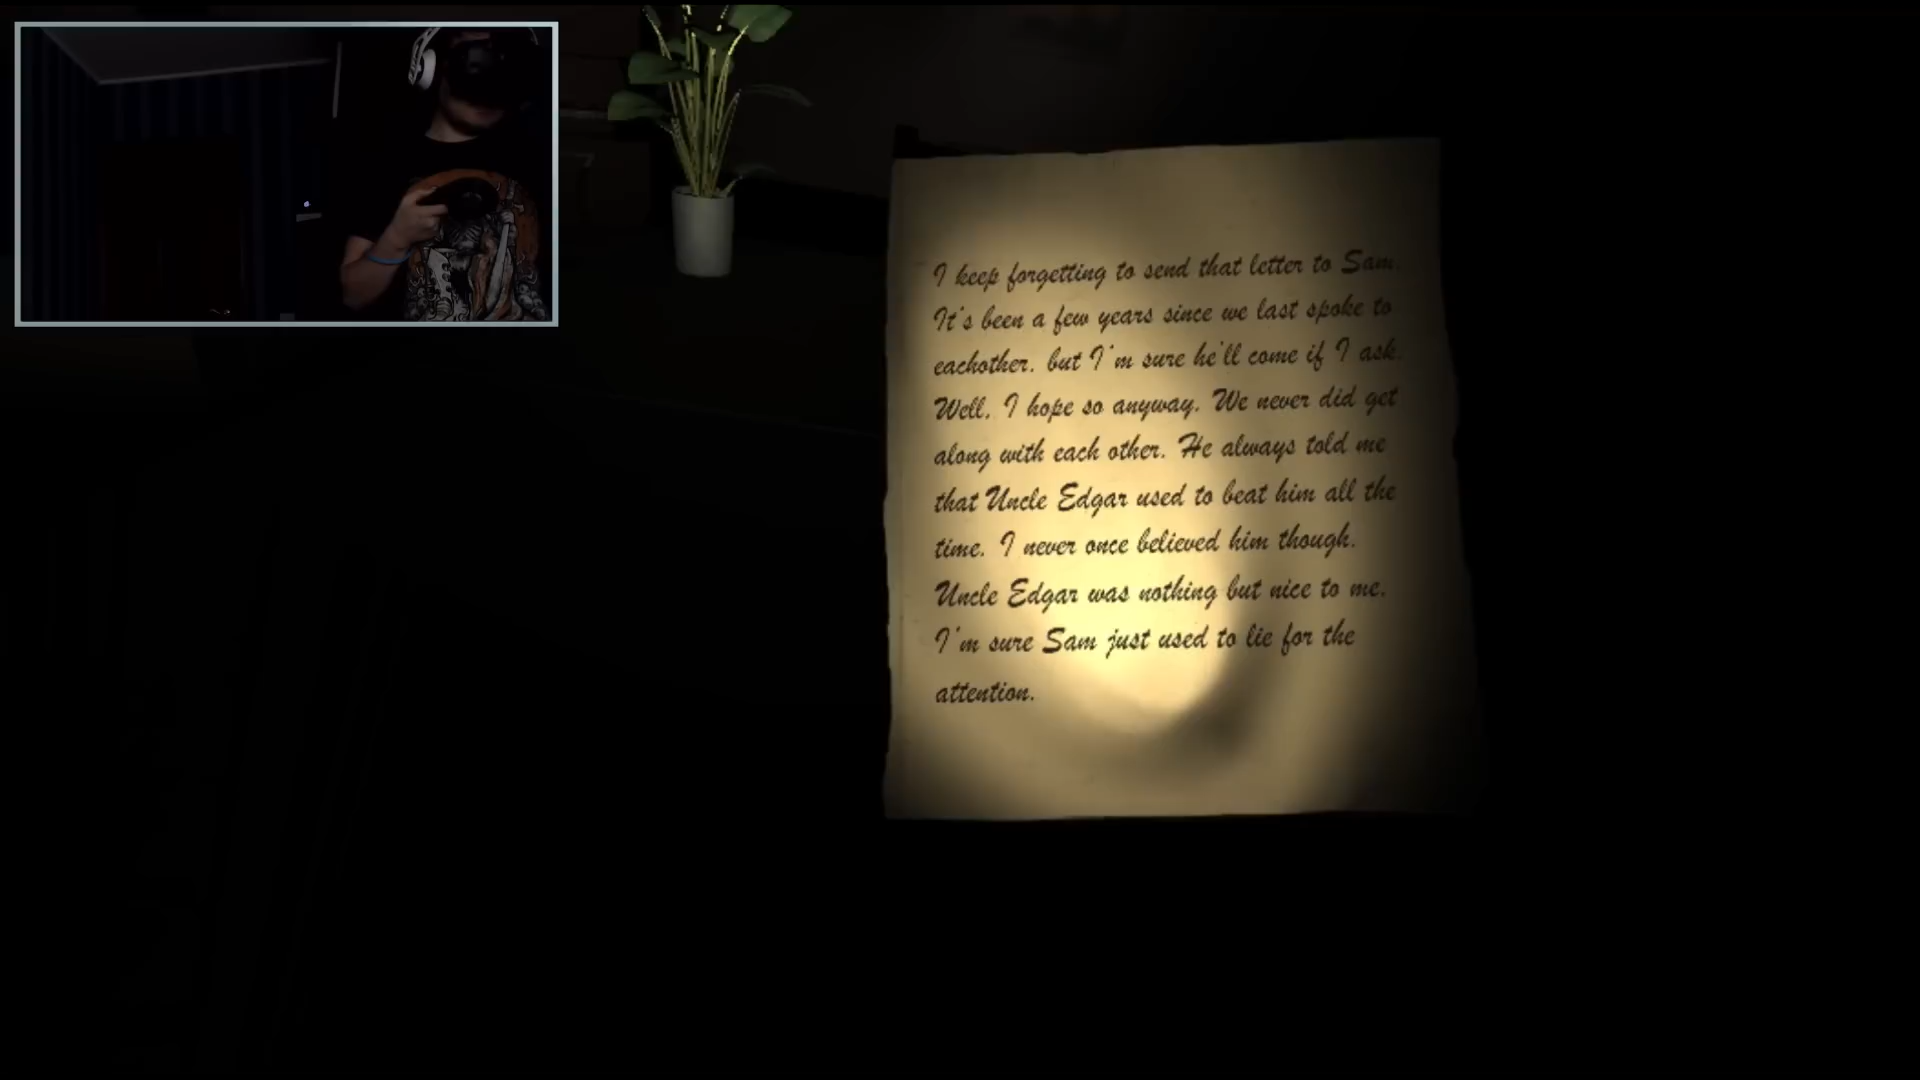 I keep forgetting to send that letter to Sam.
It's been a few years since we last spoke to
eachother, but I'm sure he'll come if I ask.
Well, I hope so anyway. We never did get
along with each other. He always told me
that Uncle Edgar used to beat him all the
time. I never once believed him though.
Uncle Edgar was nothing but nice to me.
I'm sure Sam just used to lie for the
attention.